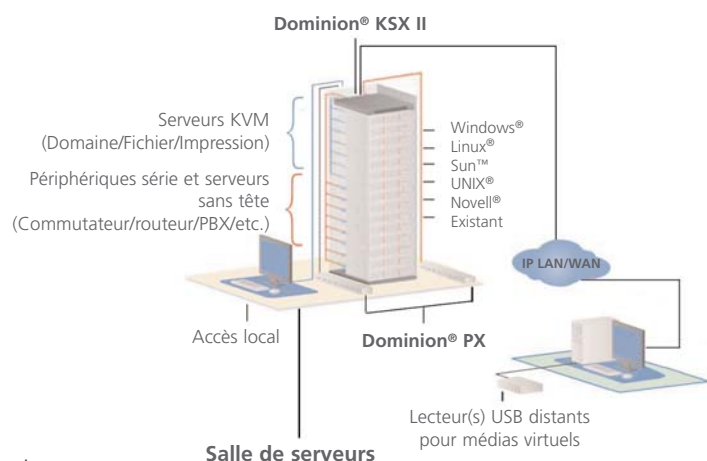 Dominion® KSX II
Serveurs KVM
(Domaine/Fichier/Impression)
Périphériques série et serveurs
sans tête
(Commutateur/routeur/PBX/etc.)
Windows®
Linux®
Sun™
UNIX®
Novell®
Existant
IP LAN/WAN
Accès local
Dominion® PX
Lecteur(s) USB distants
pour médias virtuels
Salle de serveurs